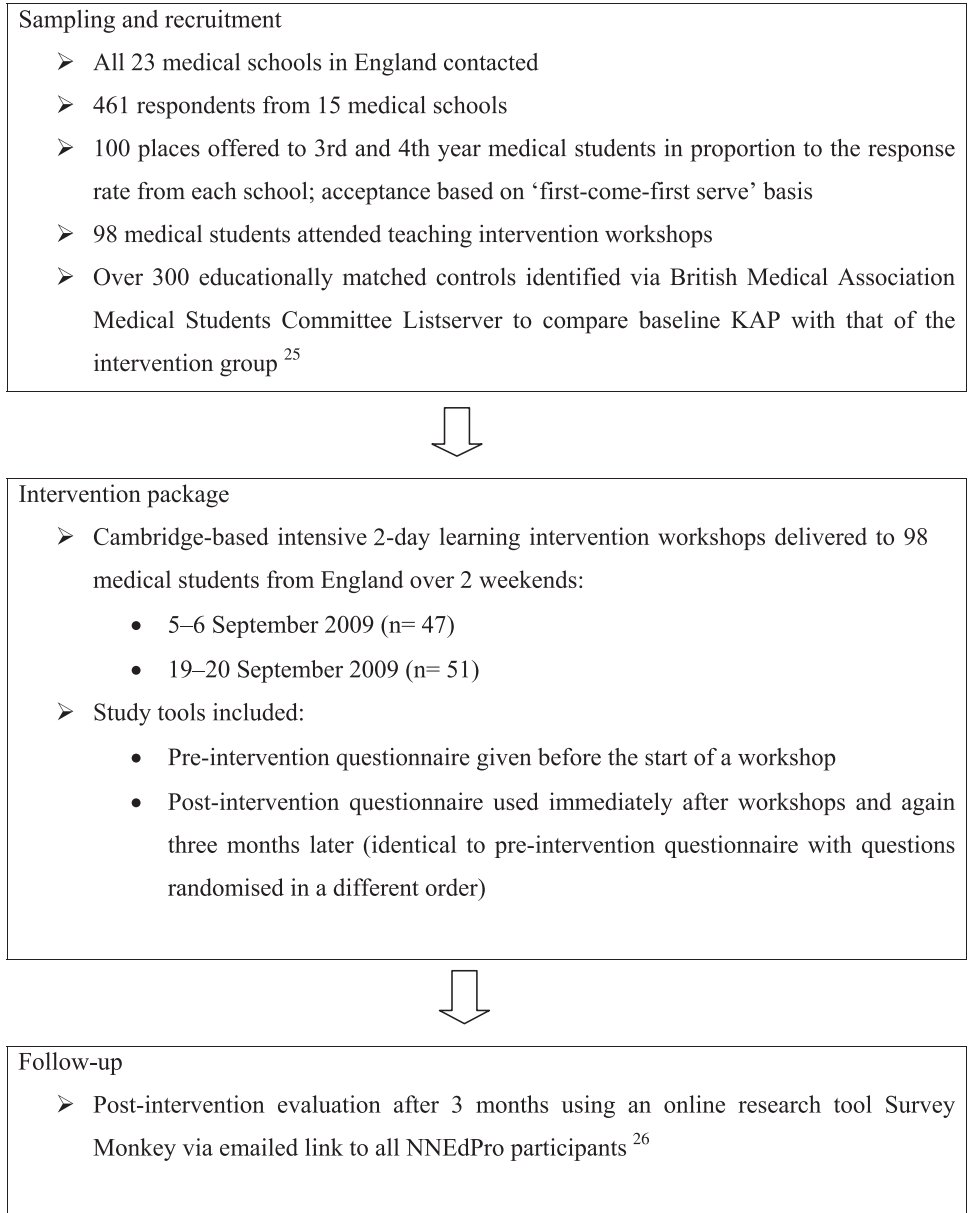 Sampling and recruitment
➢ All 23 medical schools in England contacted
➢ 461 respondents from 15 medical schools
➢ 100 places offered to 3rd and 4th year medical students in proportion to the response
rate from each school; acceptance based on ‘first-come-first serve’ basis
➢ 98 medical students attended teaching intervention workshops
➢ Over 300 educationally matched controls identified via British Medical Association
Medical Students Committee Listserver to compare baseline KAP with that of the
intervention group 25
Intervention package
➢ Cambridge-based intensive 2-day learning intervention workshops delivered to 98
medical students from England over 2 weekends:
• 5–6 September 2009 (n= 47)
• 19–20 September 2009 (n= 51)
➢ Study tools included:
• Pre-intervention questionnaire given before the start of a workshop
• Post-intervention questionnaire used immediately after workshops and again
three months later (identical to pre-intervention questionnaire with questions
randomised in a different order)
Follow-up
➢ Post-intervention evaluation after 3 months using an online research tool Survey
Monkey via emailed link to all NNEdPro participants 26